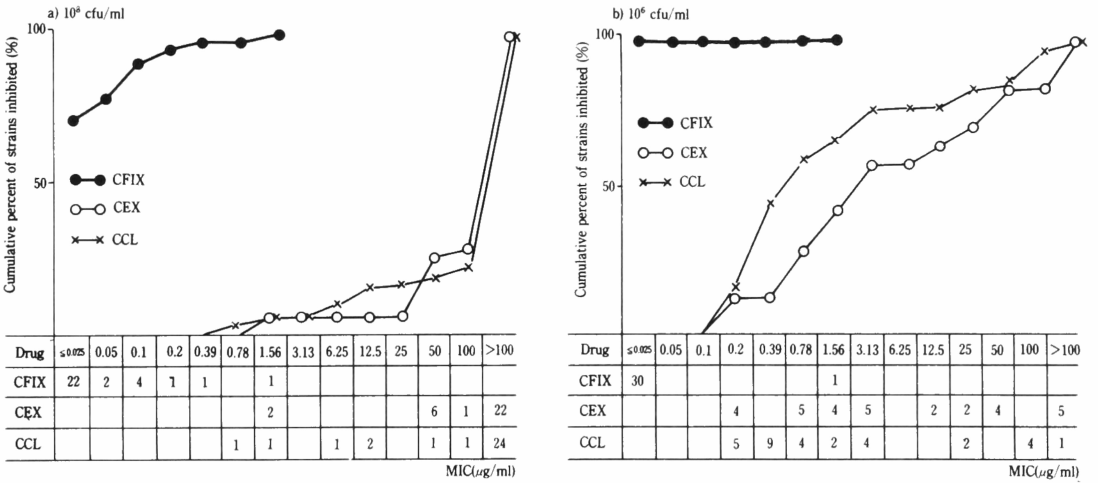 a) 10⁸ cfu/ml
Cumulative percent of strains inhibited (%)
100
50
CFIX
CEX
CCL
Drug ≤0.025 0.05 0.1 0.2 0.39 0.78 1.56 3.13 6.25 12.5 25 50 100 >100
CFIX 22 2 4 1 1 1
CEX 2 6 1 22
CCL 1 1 1 2 1 1 24
MIC(μg/ml)
b) 10⁶ cfu/ml
Cumulative percent of strains inhibited (%)
100
50
CFIX
CEX
CCL
Drug ≤0.025 0.05 0.1 0.2 0.39 0.78 1.56 3.13 6.25 12.5 25 50 100 >100
CFIX 30 1
CEX 4 5 4 5 2 2 4 5
CCL 5 9 4 2 4 2 4 1
MIC(μg/ml)